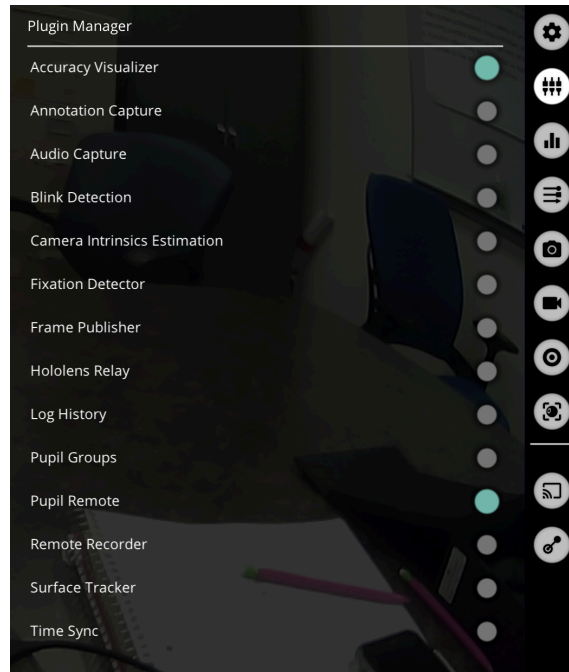 Plugin Manager
Accuracy Visualizer
Annotation Capture
Audio Capture
Blink Detection
Camera Intrinsics Estimation
Fixation Detector
Frame Publisher
Hololens Relay
Log History
Pupil Groups
Pupil Remote
Remote Recorder
Surface Tracker
Time Sync